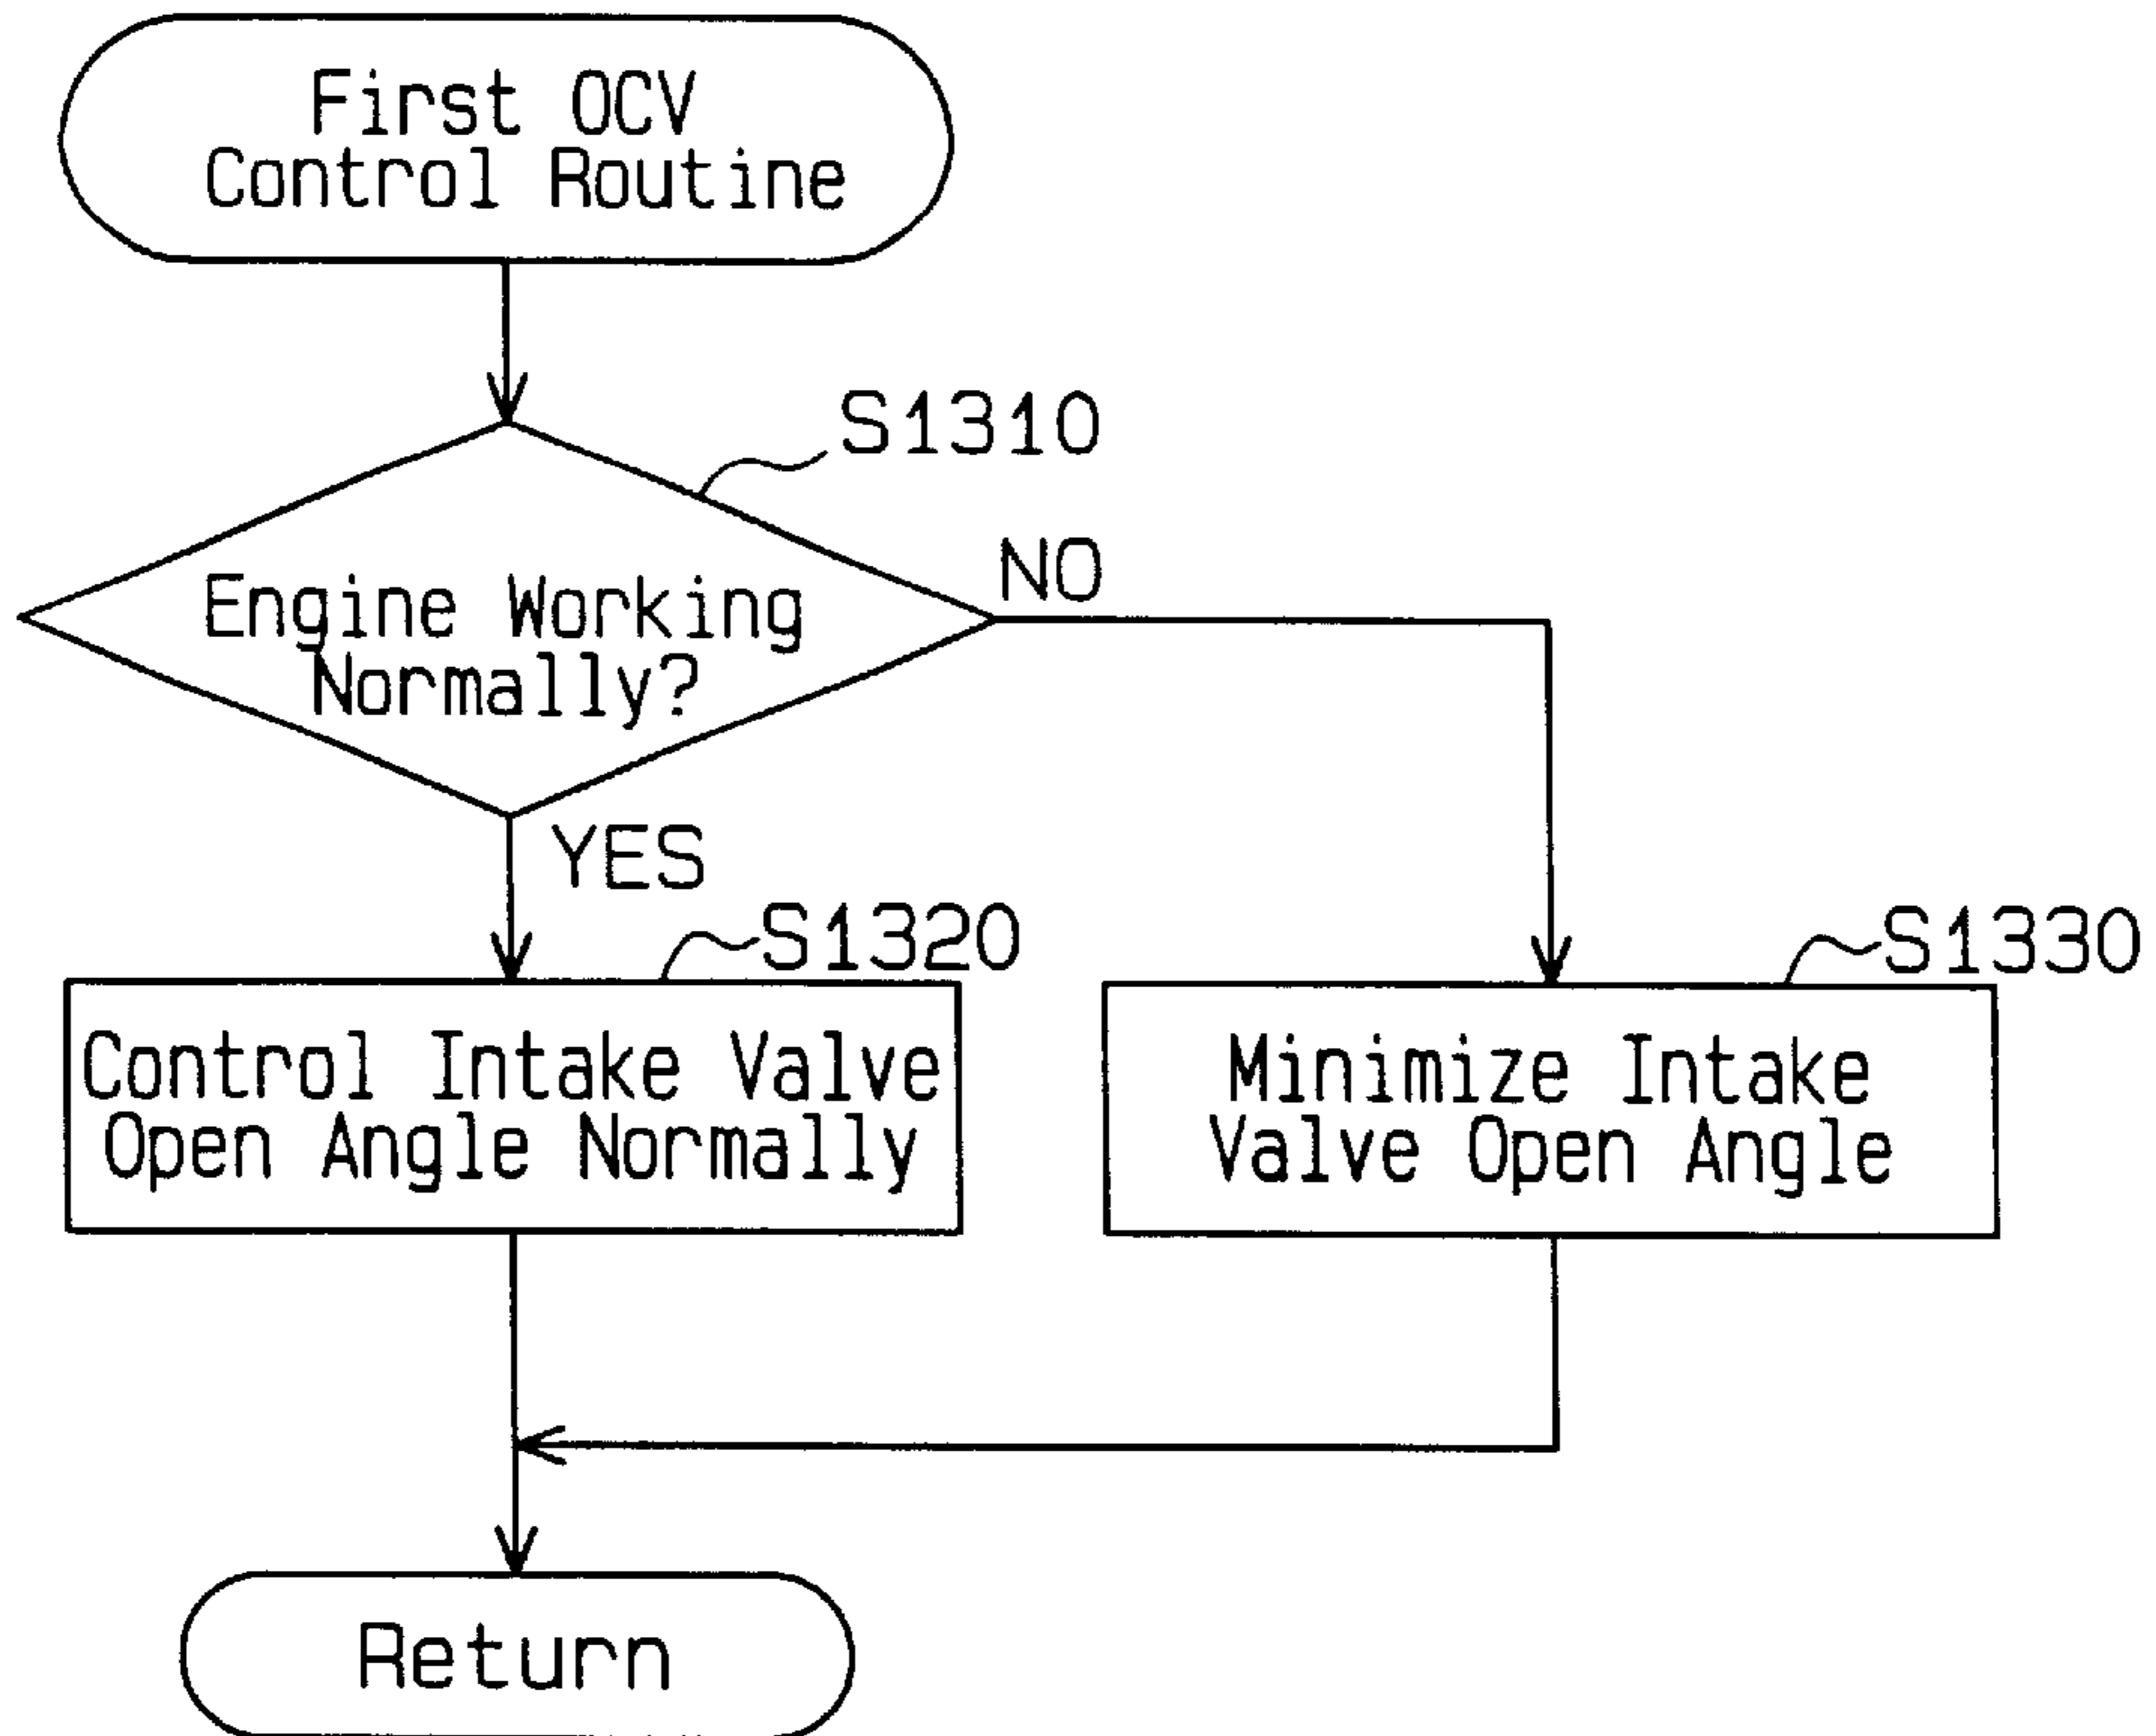 First OCV
Control Routine
S1310
Engine Working
Normally?
NO
YES
S1320
Control Intake Valve
Open Angle Normally
S1330
Minimize Intake
Valve Open Angle
Return